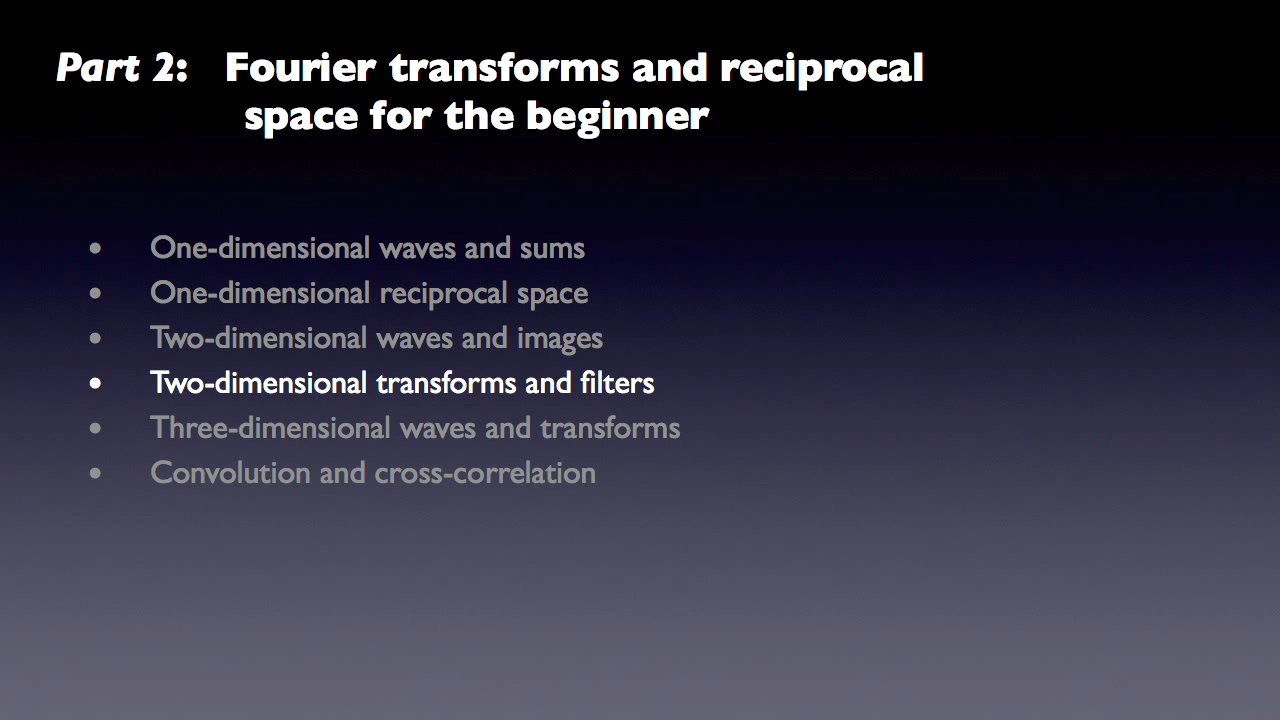 Part 2: Fourier transforms and reciprocal
space for the beginner
• One-dimensional waves and sums
• One-dimensional reciprocal space
• Two-dimensional waves and images
• Two-dimensional transforms and filters
• Three-dimensional waves and transforms
• Convolution and cross-correlation